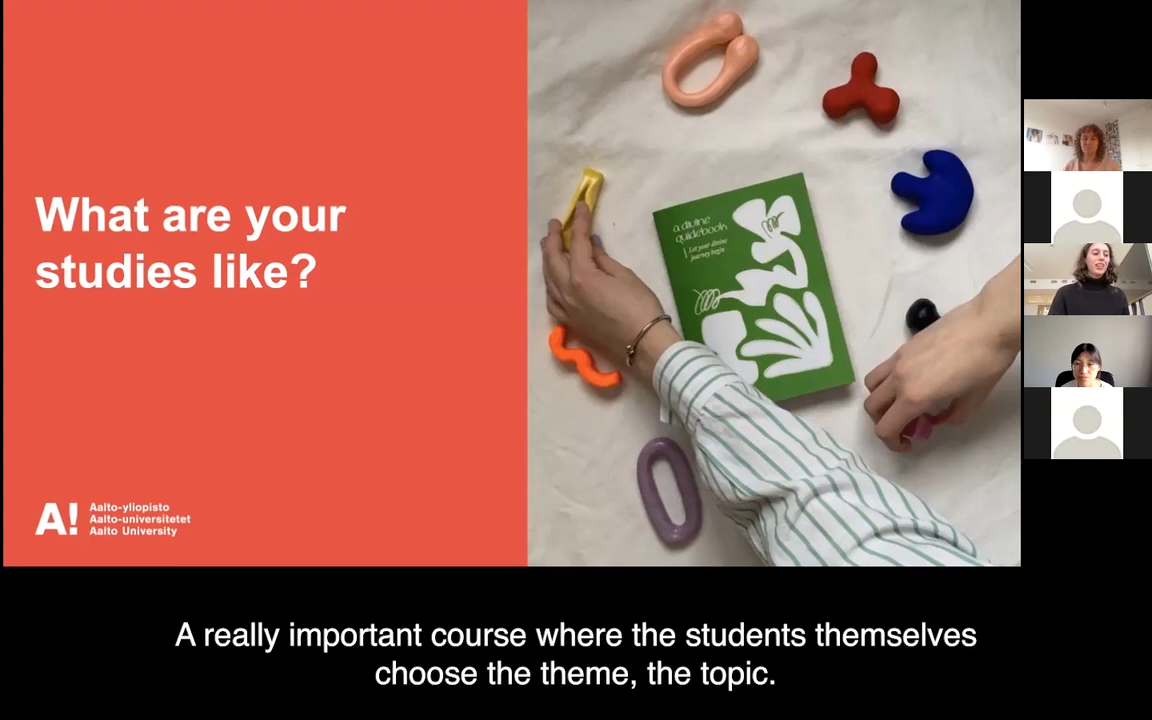 What are your
studies like?
a divine
guidebook
Let your divine
journey begin
A!
Aalto-yliopisto
Aalto-universitetet
Aalto University
A really important course where the students themselves
choose the theme, the topic.